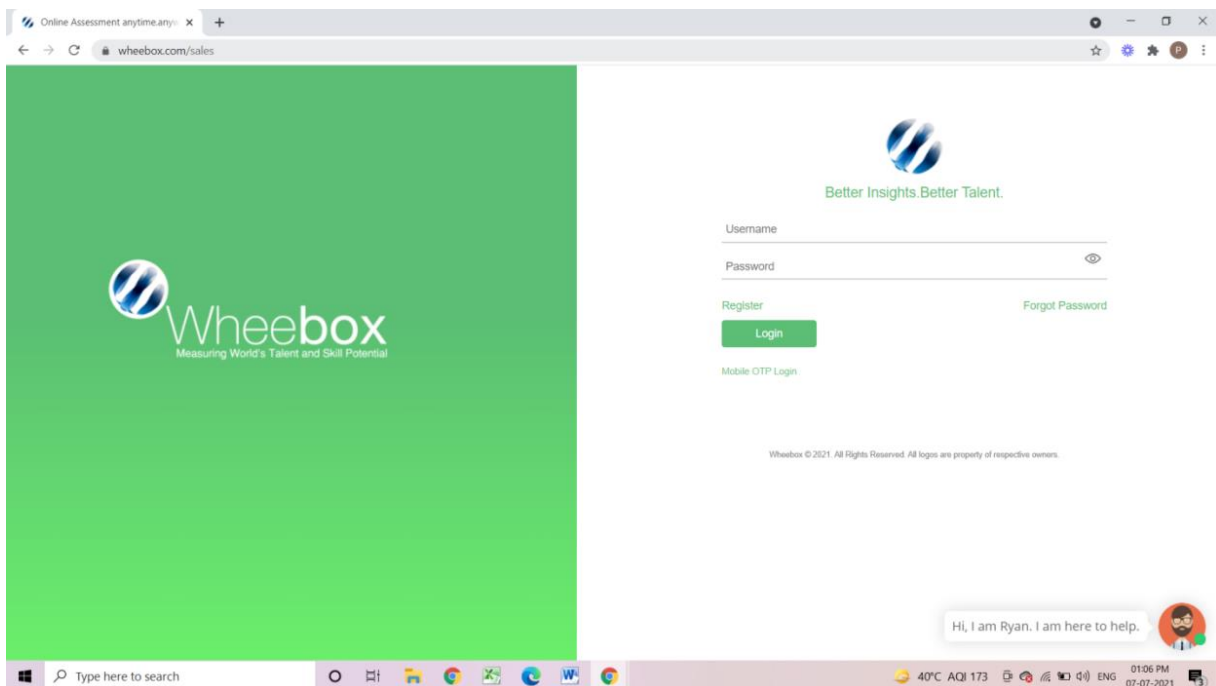 Online Assessment anytime.anyw
wheebox.com/sales
P
Better Insights.Better Talent.
Username
Password
Register
Forgot Password
Login
Mobile OTP Login
Wheebox
Measuring World's Talent and Skill Potential
Wheebox © 2021. All Rights Reserved. All logos are property of respective owners.
Hi, I am Ryan. I am here to help.
Type here to search
40°C AQI 173
ENG
01:06 PM
07-07-2021
3